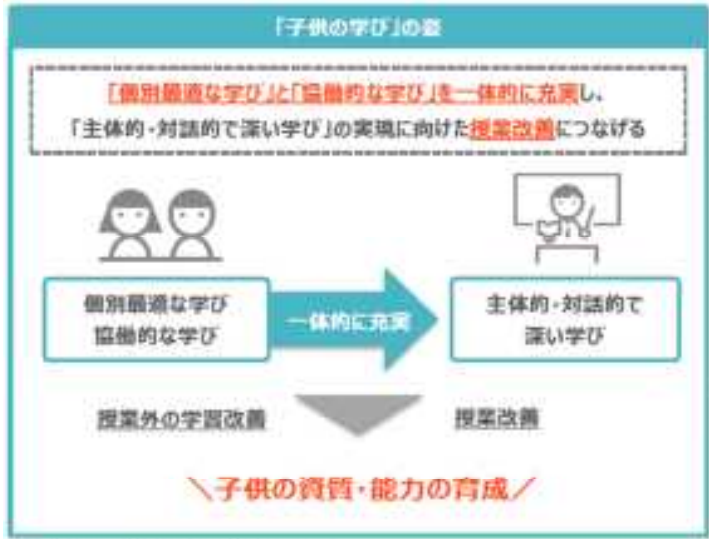 「子供の学び」の姿
「個別最適な学び」と「協働的な学び」を一体的に充実し、
「主体的・対話的で深い学び」の実現に向けた授業改善につなげる
個別最適な学び
協働的な学び
一体的に充実
主体的・対話的で
深い学び
授業外の学習改善
授業改善
＼子供の資質・能力の育成／